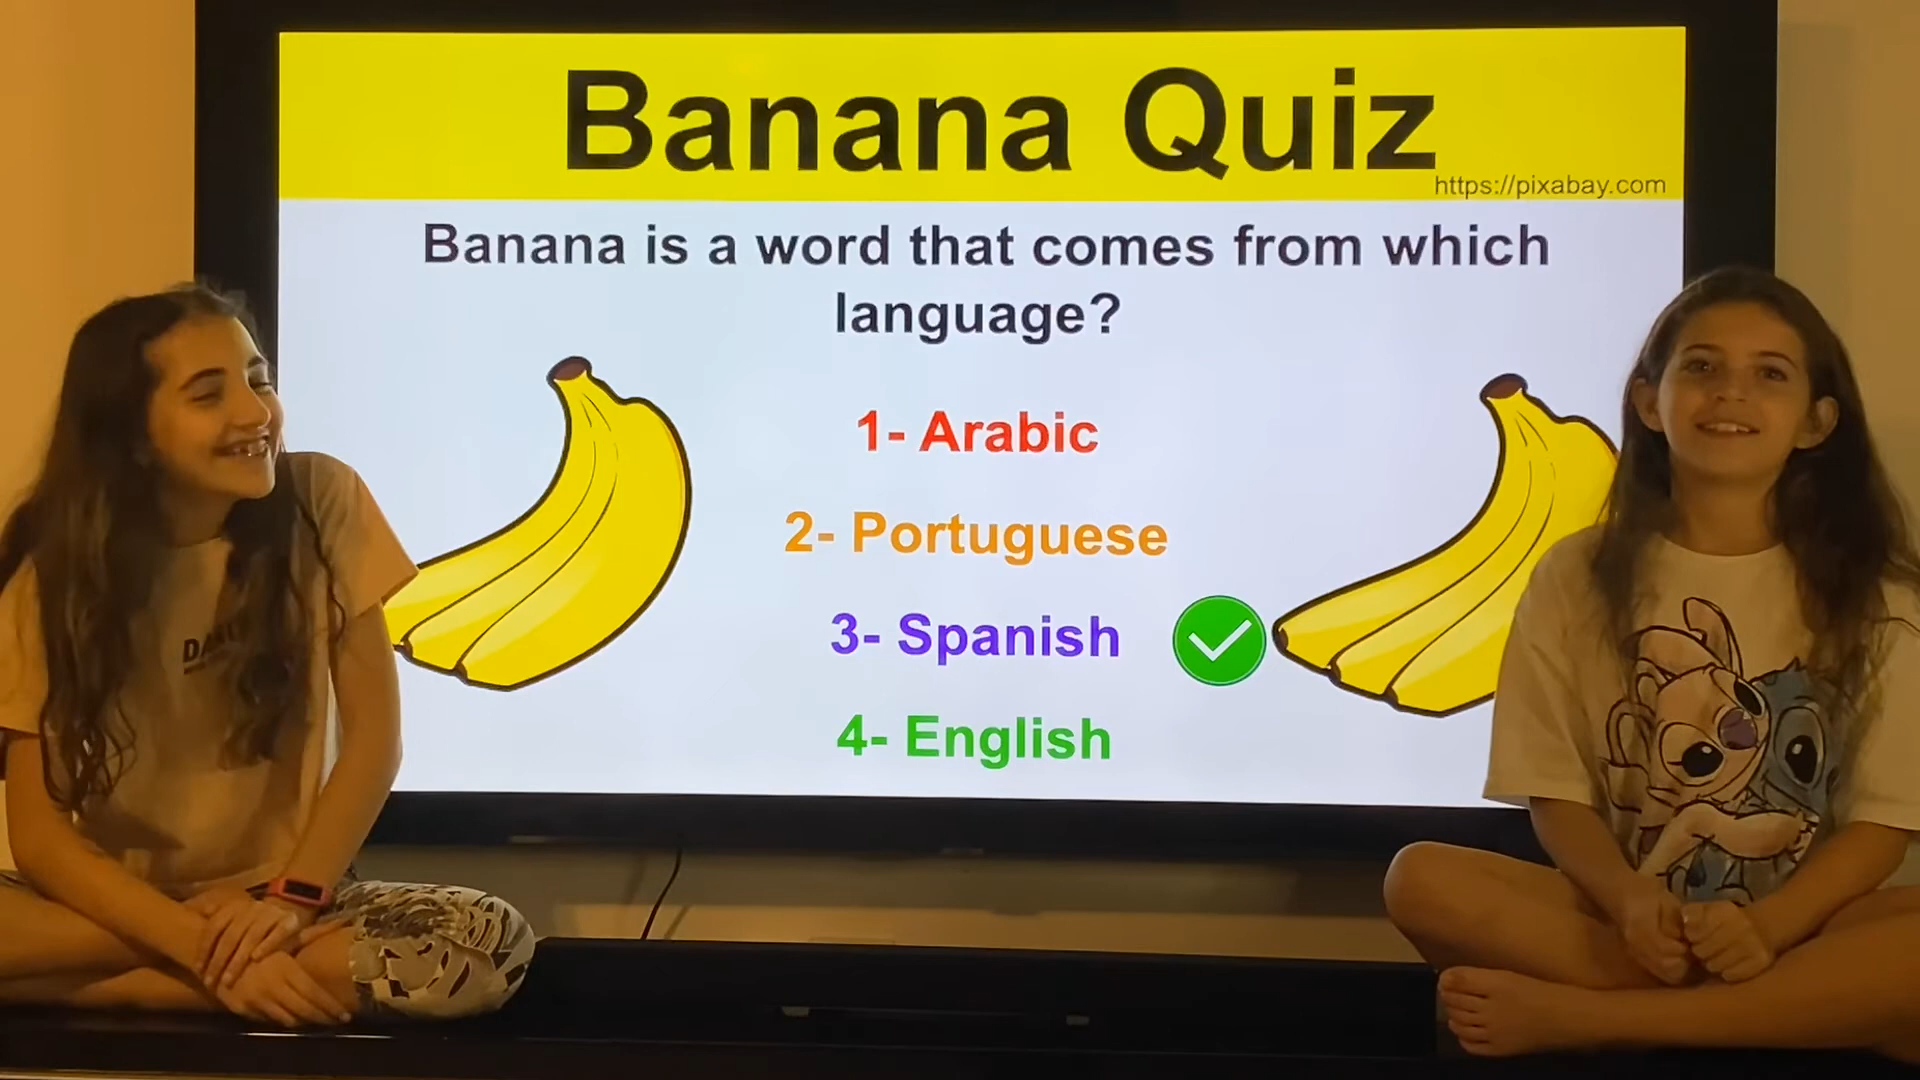 Banana Quiz
https://pixabay.com
Banana is a word that comes from which
language?
1- Arabic
2- Portuguese
3- Spanish
4- English